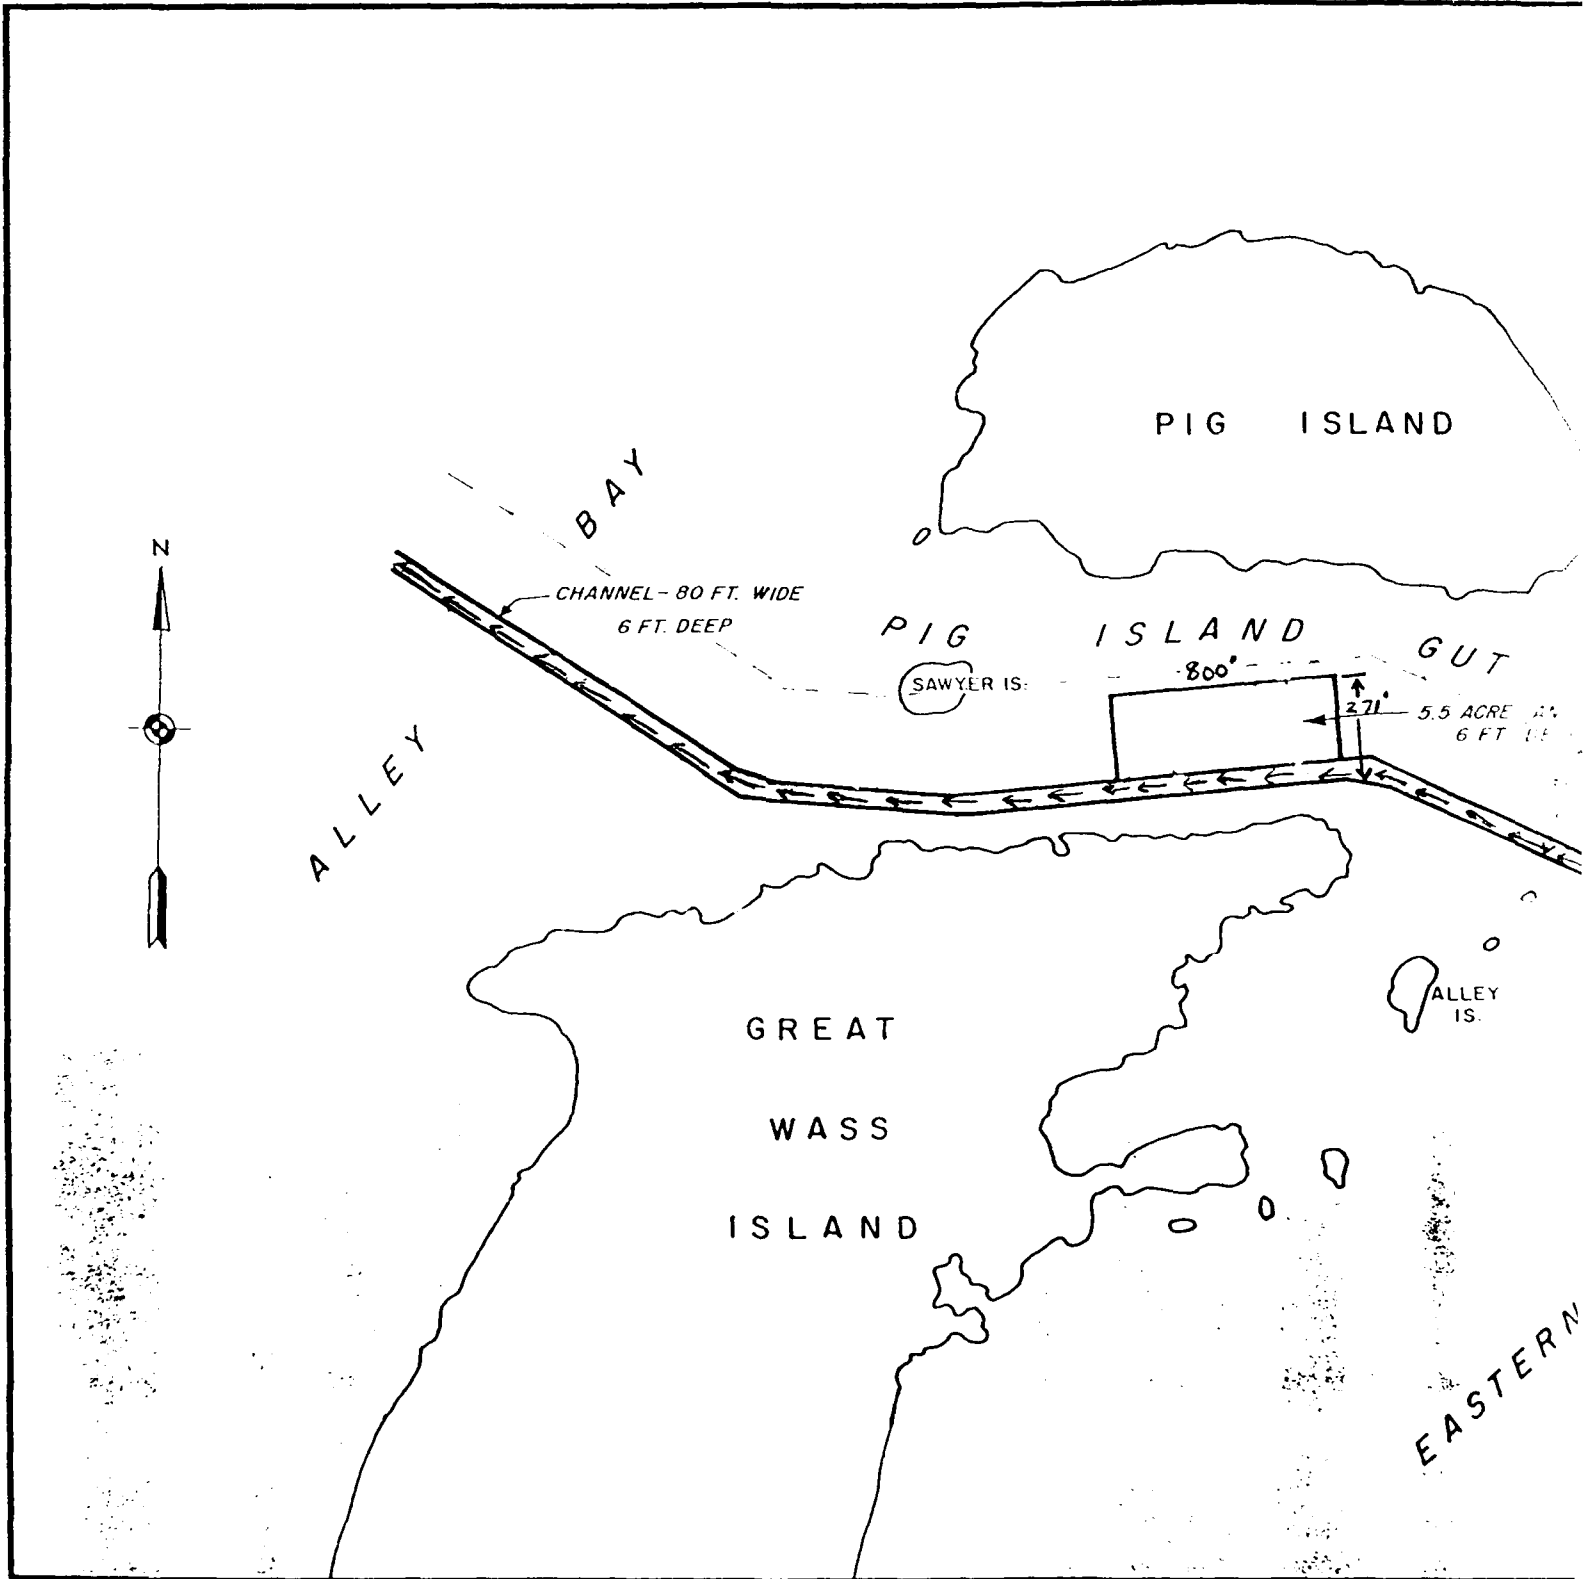 PIG ISLAND
BAY
N
CHANNEL - 80 FT. WIDE
6 FT. DEEP
PIG ISLAND GUT
800'
SAWYER IS.
271'
5.5 ACRE
6 FT
ALLEY
ALLEY
IS.
GREAT
WASS
ISLAND
EASTERN